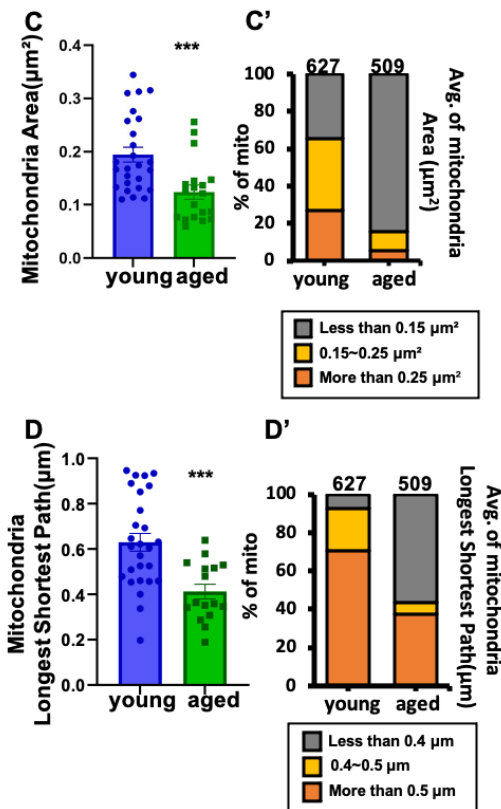 C
Mitochondria Area(µm²)
0.4
0.3
0.2
0.1
0.0
***
young aged
C'
627 509
% of mito
100
80
60
40
20
0
young aged
Avg. of mitochondria
Area (µm²)
Less than 0.15 µm²
0.15~0.25 µm²
More than 0.25 µm²
D
Mitochondria
Longest Shortest Path(µm)
1.0
0.8
0.6
0.4
0.2
0.0
***
young aged
D'
627 509
% of mito
100
80
60
40
20
0
young aged
Avg. of mitochondria
Longest Shortest Path(µm)
Less than 0.4 µm
0.4~0.5 µm
More than 0.5 µm